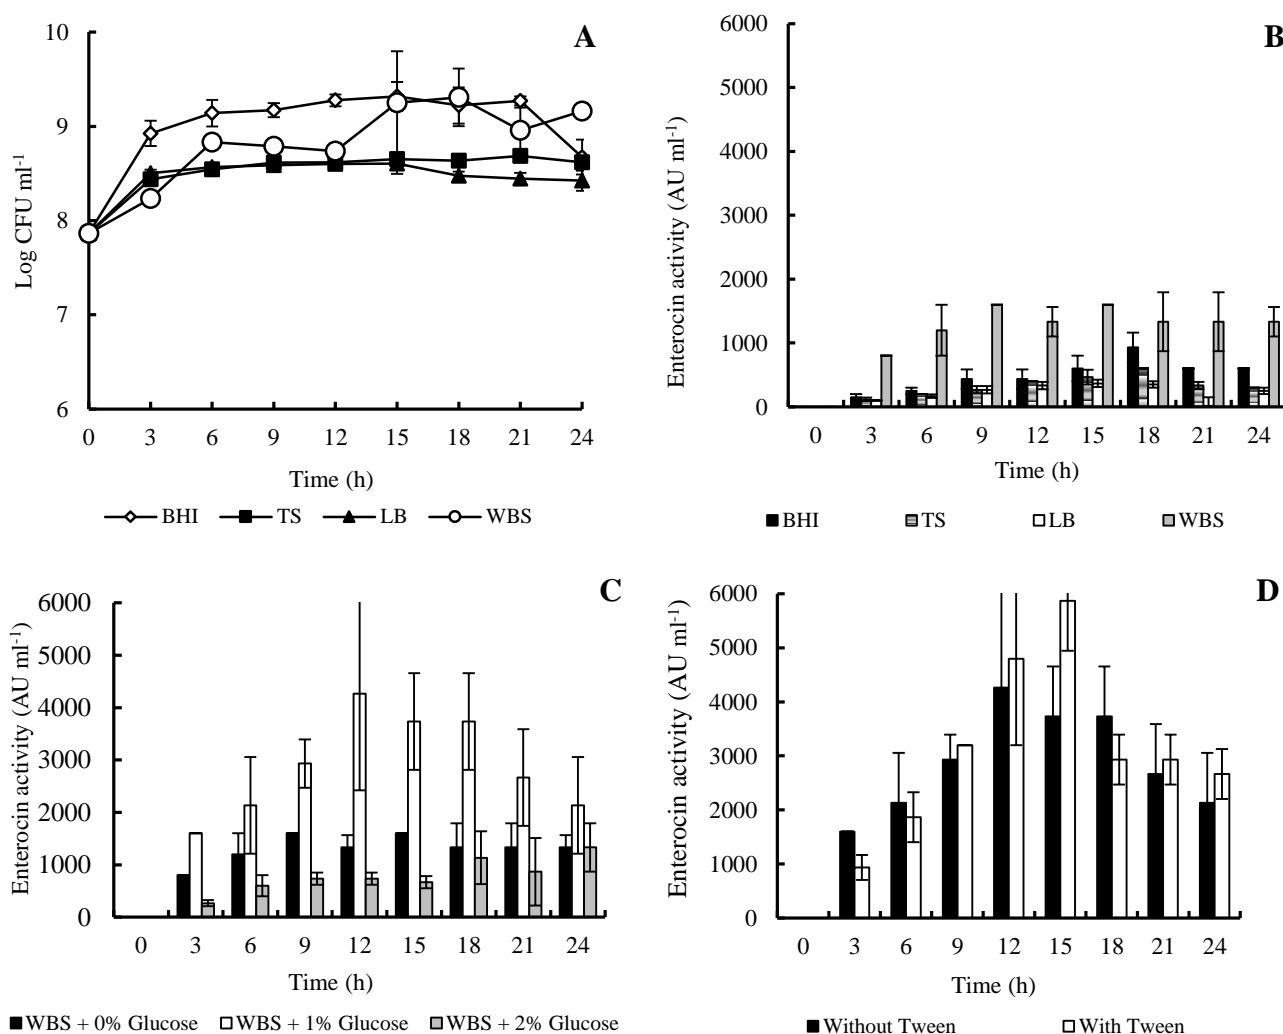 A
10
9
8
7
6
Log CFU ml⁻¹
0 3 6 9 12 15 18 21 24
Time (h)
BHI TS LB WBS
B
6000
5000
4000
3000
2000
1000
0
Enterocin activity (AU ml⁻¹)
0 3 6 9 12 15 18 21 24
Time (h)
BHI TS LB WBS
C
6000
5000
4000
3000
2000
1000
0
Enterocin activity (AU ml⁻¹)
0 3 6 9 12 15 18 21 24
Time (h)
WBS + 0% Glucose WBS + 1% Glucose WBS + 2% Glucose
D
6000
5000
4000
3000
2000
1000
0
Enterocin activity (AU ml⁻¹)
0 3 6 9 12 15 18 21 24
Time (h)
Without Tween With Tween